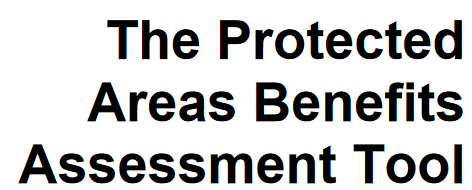 The Protected
Areas Benefits
Assessment Tool